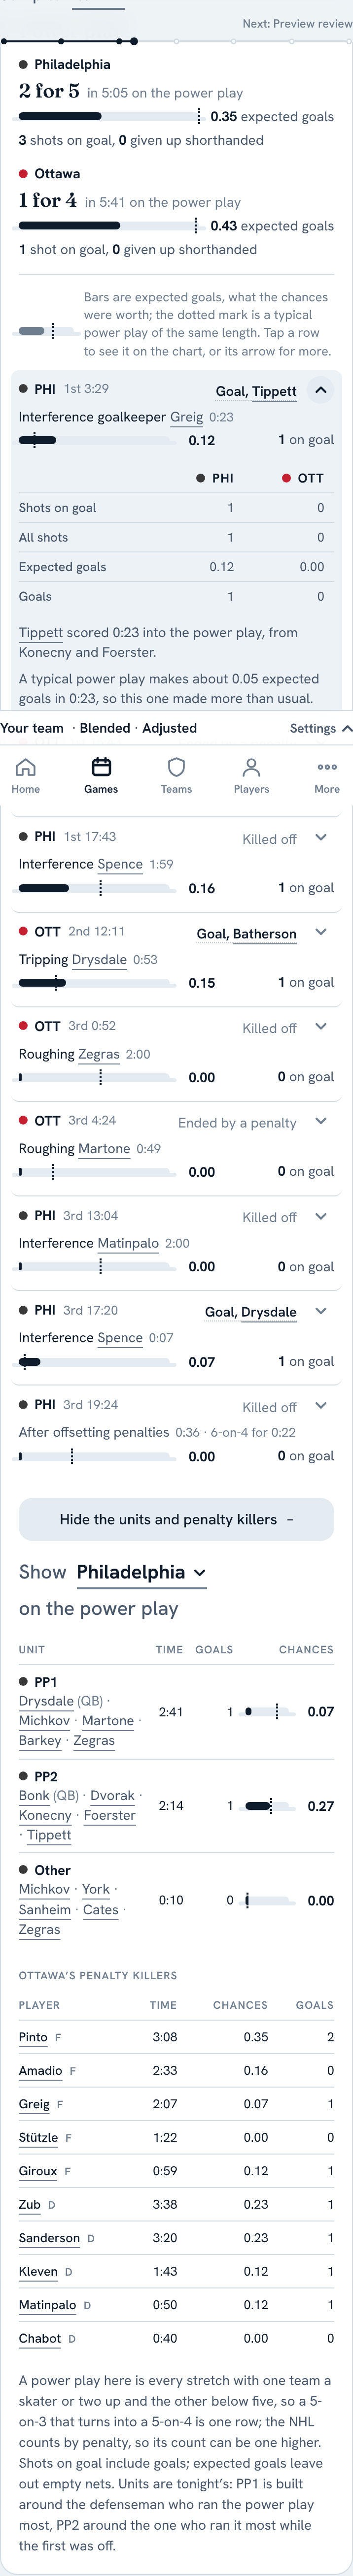 Next: Preview review
Philadelphia
2 for 5 in 5:05 on the power play
0.35 expected goals
3 shots on goal, 0 given up shorthanded
Ottawa
1 for 4 in 5:41 on the power play
0.43 expected goals
1 shot on goal, 0 given up shorthanded
Bars are expected goals, what the chances
were worth; the dotted mark is a typical
power play of the same length. Tap a row
to see it on the chart, or its arrow for more.
PHI 1st 3:29 Goal, Tippett
Interference goalkeeper Greig 0:23
0.12 1 on goal
PHI OTT
Shots on goal 1 0
All shots 1 0
Expected goals 0.12 0.00
Goals 1 0
Tippett scored 0:23 into the power play, from
Konecny and Foerster.
A typical power play makes about 0.05 expected
goals in 0:23, so this one made more than usual.
Your team · Blended · Adjusted Settings
Home Games Teams Players More
PHI 1st 17:43 Killed off
Interference Spence 1:59
0.16 1 on goal
OTT 2nd 12:11 Goal, Batherson
Tripping Drysdale 0:53
0.15 1 on goal
OTT 3rd 0:52 Killed off
Roughing Zegras 2:00
0.00 0 on goal
OTT 3rd 4:24 Ended by a penalty
Roughing Martone 0:49
0.00 0 on goal
PHI 3rd 13:04 Killed off
Interference Matinpalo 2:00
0.00 0 on goal
PHI 3rd 17:20 Goal, Drysdale
Interference Spence 0:07
0.07 1 on goal
PHI 3rd 19:24 Killed off
After offsetting penalties 0:36 · 6-on-4 for 0:22
0.00 0 on goal
Hide the units and penalty killers –
Show Philadelphia
on the power play
UNIT TIME GOALS CHANCES
PP1
Drysdale (QB) ·
Michkov · Martone ·
Barkey · Zegras
2:41 1 0.07
PP2
Bonk (QB) · Dvorak ·
Konecny · Foerster
· Tippett
2:14 1 0.27
Other
Michkov · York ·
Sanheim · Cates ·
Zegras
0:10 0 0.00
OTTAWA’S PENALTY KILLERS
PLAYER TIME CHANCES GOALS
Pinto F 3:08 0.35 2
Amadio F 2:33 0.16 0
Greig F 2:07 0.07 1
Stützle F 1:22 0.00 0
Giroux F 0:59 0.12 1
Zub D 3:38 0.23 1
Sanderson D 3:20 0.23 1
Kleven D 1:43 0.12 1
Matinpalo D 0:50 0.12 1
Chabot D 0:40 0.00 0
A power play here is every stretch with one team a
skater or two up and the other below five, so a 5-
on-3 that turns into a 5-on-4 is one row; the NHL
counts by penalty, so its count can be one higher.
Shots on goal include goals; expected goals leave
out empty nets. Units are tonight’s: PP1 is built
around the defenseman who ran the power play
most, PP2 around the one who ran it most while
the first was off.